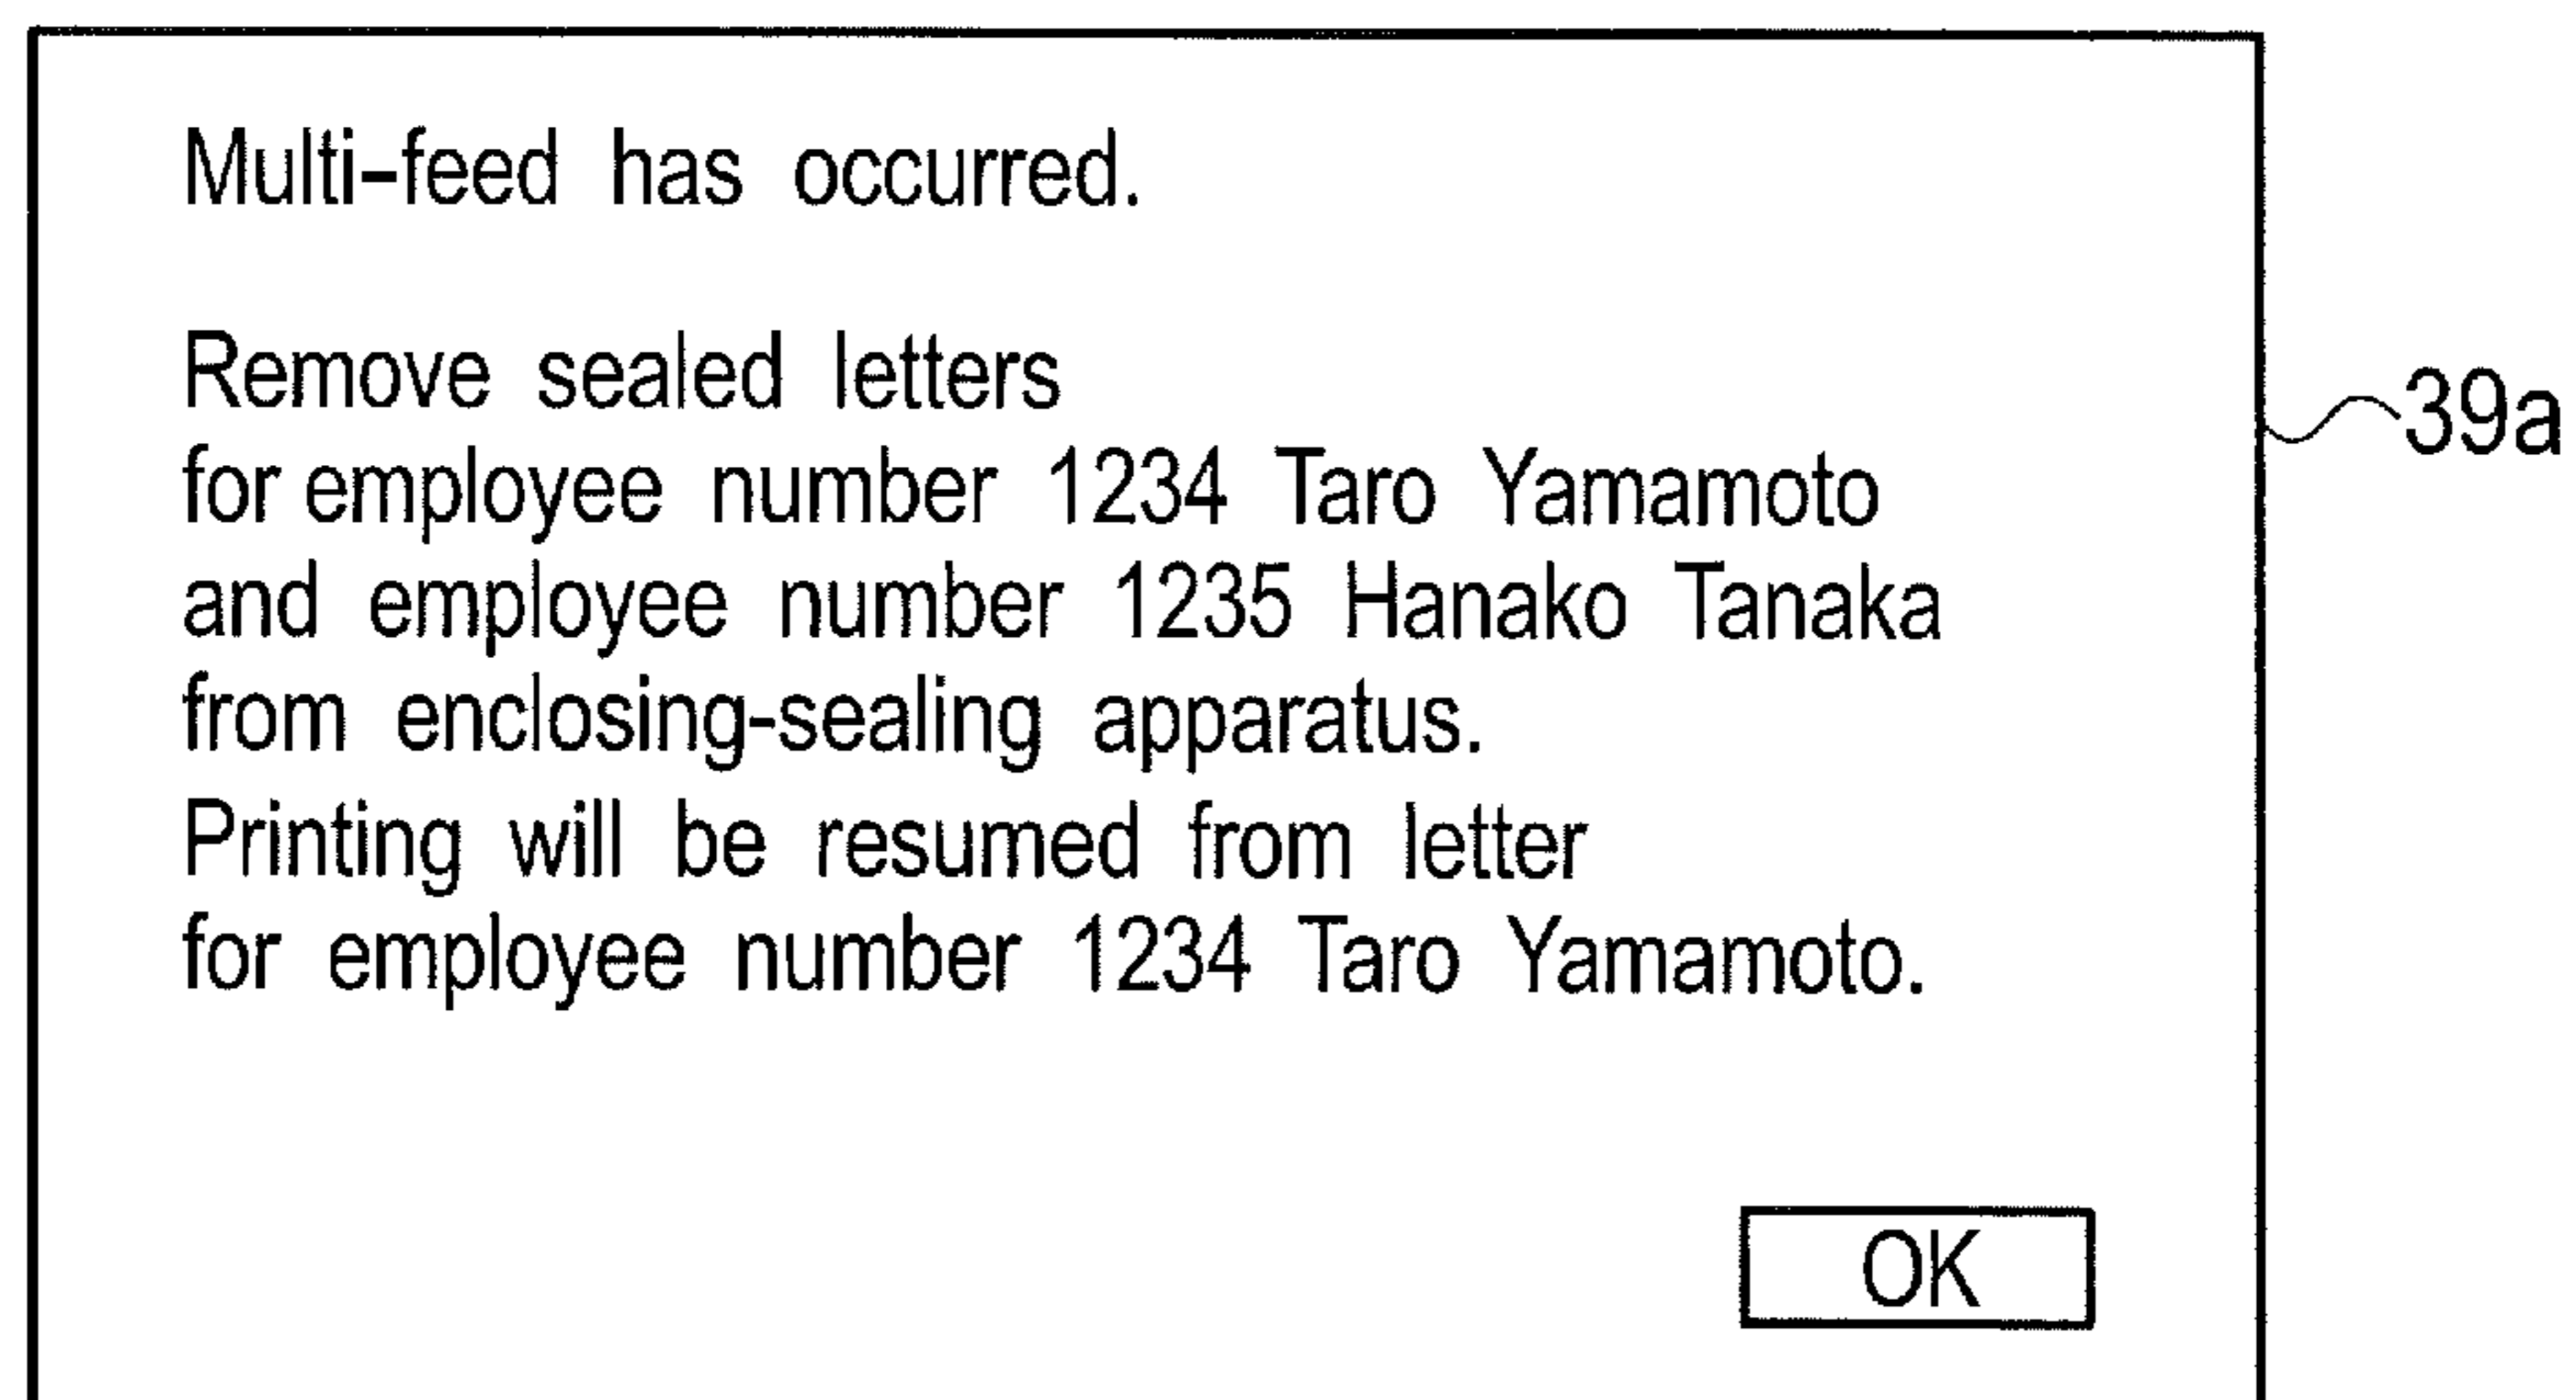 Multi-feed has occurred.
Remove sealed letters
for employee number 1234 Taro Yamamoto
and employee number 1235 Hanako Tanaka
from enclosing-sealing apparatus.
Printing will be resumed from letter
for employee number 1234 Taro Yamamoto.
39a
OK